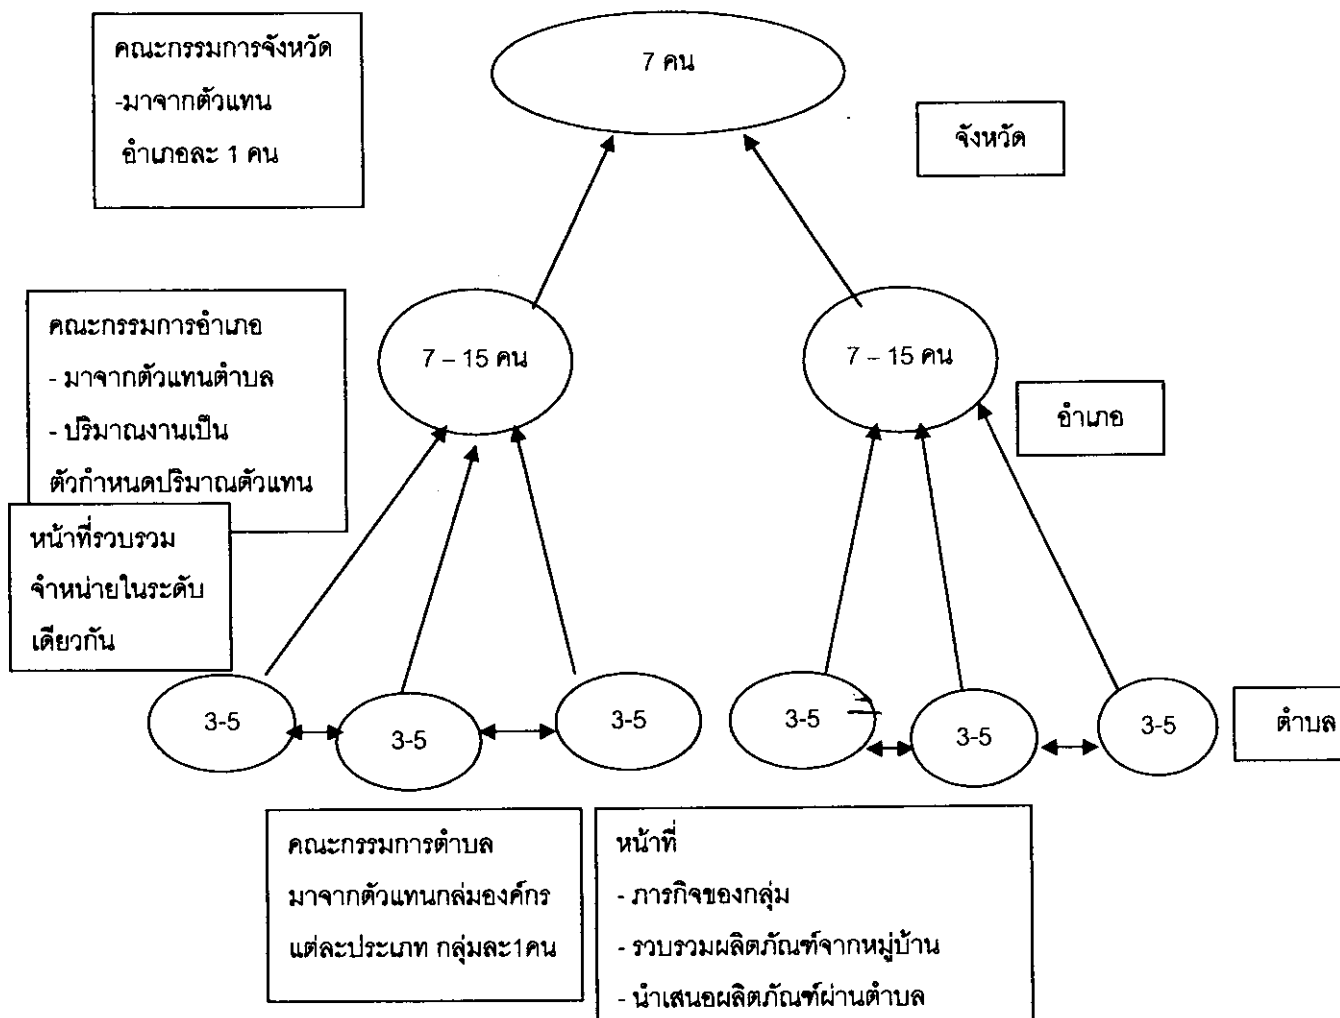 คณะกรรมการจังหวัด
-มาจากตัวแทน
อำเภอละ 1 คน
7 คน
จังหวัด
คณะกรรมการอำเภอ
- มาจากตัวแทนตำบล
- ปริมาณงานเป็น
ตัวกำหนดปริมาณตัวแทน
7 – 15 คน
7 – 15 คน
อำเภอ
หน้าที่รวบรวม
จำหน่ายในระดับ
เดียวกัน
3-5
3-5
3-5
3-5
3-5
3-5
ตำบล
คณะกรรมการตำบล
มาจากตัวแทนกลุ่มองค์กร
แต่ละประเภท กลุ่มละ1คน
หน้าที่
- ภารกิจของกลุ่ม
- รวบรวมผลิตภัณฑ์จากหมู่บ้าน
- นำเสนอผลิตภัณฑ์ผ่านตำบล